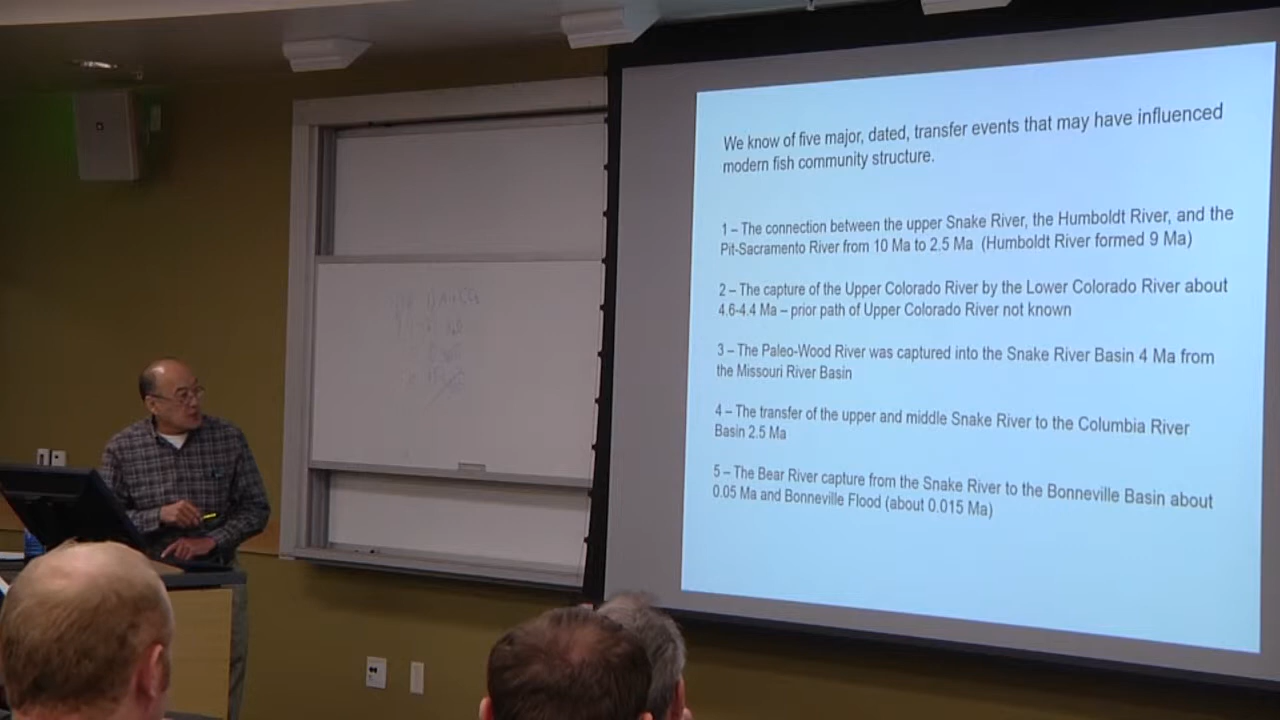 We know of five major, dated, transfer events that may have influenced
modern fish community structure.
1 – The connection between the upper Snake River, the Humboldt River, and the
Pit-Sacramento River from 10 Ma to 2.5 Ma (Humboldt River formed 9 Ma)
2 – The capture of the Upper Colorado River by the Lower Colorado River about
4.6-4.4 Ma – prior path of Upper Colorado River not known
3 – The Paleo-Wood River was captured into the Snake River Basin 4 Ma from
the Missouri River Basin
4 – The transfer of the upper and middle Snake River to the Columbia River
Basin 2.5 Ma
5 – The Bear River capture from the Snake River to the Bonneville Basin about
0.05 Ma and Bonneville Flood (about 0.015 Ma)